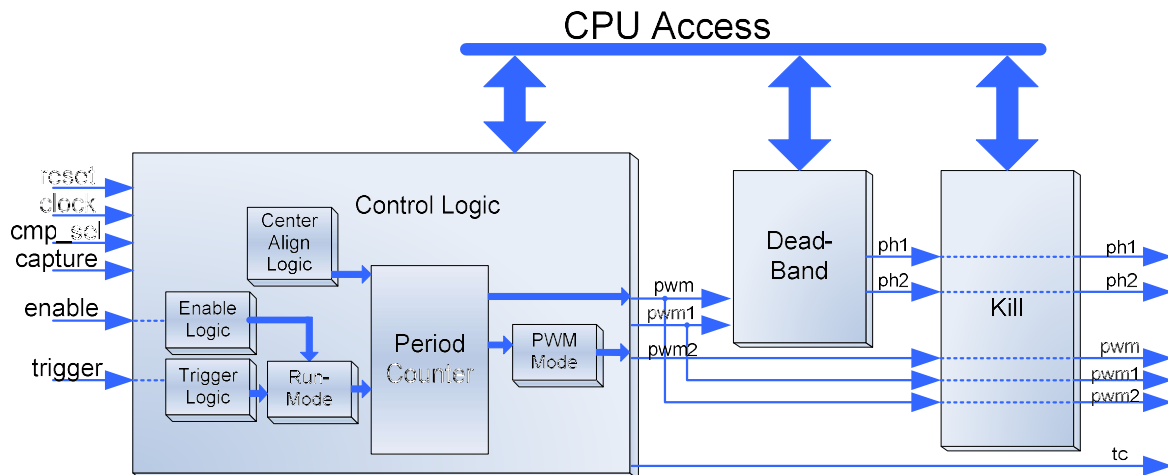 CPU Access
reset
clock
cmp_sel
capture
enable
trigger
Control Logic
Center
Align
Logic
Enable
Logic
Trigger
Logic
Run-
Mode
Period
Counter
PWM
Mode
pwm
pwm1
pwm2
Dead-
Band
ph1
ph2
Kill
ph1
ph2
pwm
pwm1
pwm2
tc